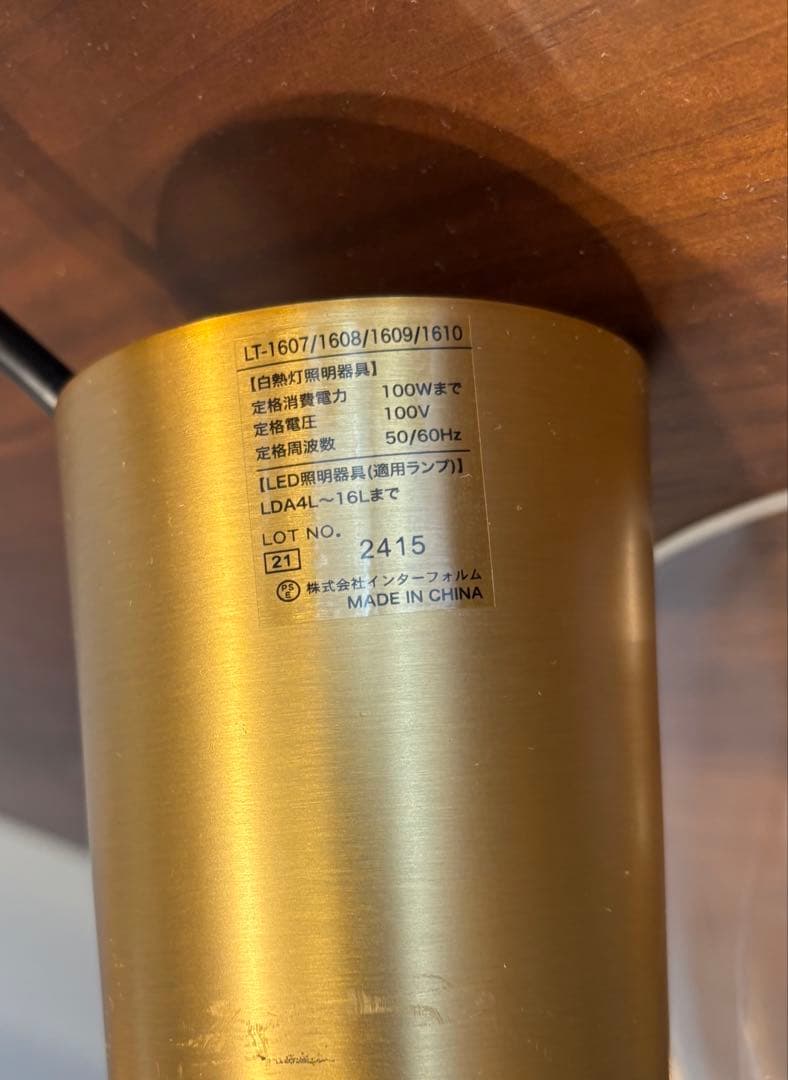 LT-1607/1608/1609/1610
【白熱灯照明器具】
定格消費電力 100Wまで
定格電圧 100V
定格周波数 50/60Hz
【LED照明器具(適用ランプ)】
LDA4L～16Lまで
LOT NO.
21 2415
PSE 株式会社インターフォルム
MADE IN CHINA